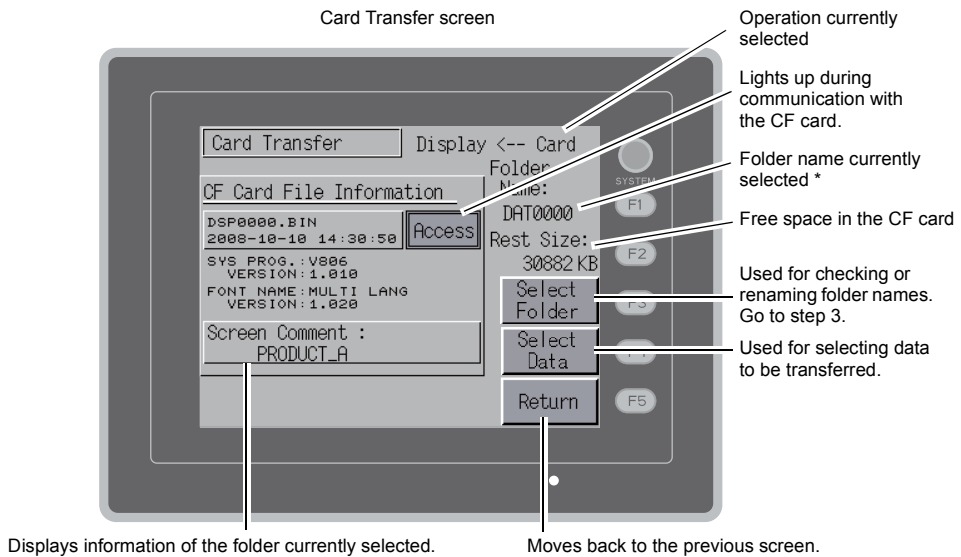 Card Transfer screen
Operation currently
selected
Lights up during
communication with
the CF card.
Folder name currently
selected *
Free space in the CF card
Used for checking or
renaming folder names.
Go to step 3.
Used for selecting data
to be transferred.
Card Transfer
Display <-- Card
Folder
Name:
DAT0000
Rest Size:
30882 KB
CF Card File Information
DSP0000.BIN
2008-10-10 14:30:50
Access
SYS PROG.:V806
VERSION:1.010
FONT NAME:MULTI LANG
VERSION:1.020
Screen Comment :
PRODUCT_A
Select
Folder
Select
Data
Return
SYSTEM
F1
F2
F3
F5
Displays information of the folder currently selected.
Moves back to the previous screen.